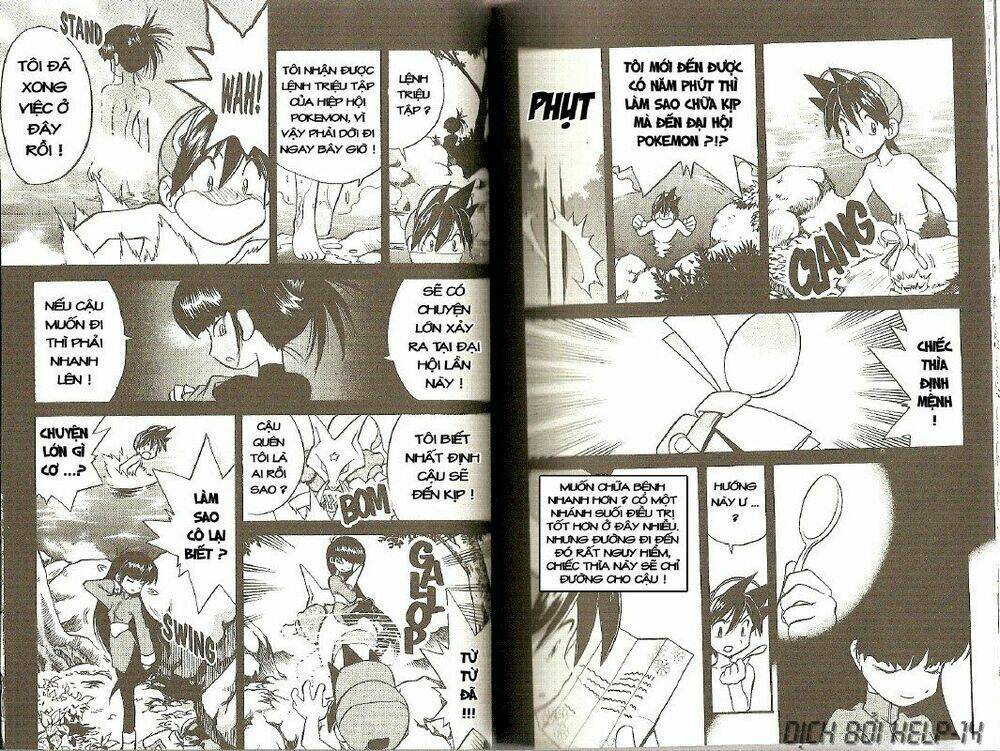 STAND
TÔI ĐÃ
XONG
VIỆC Ở
ĐÂY
RỒI !
WAH!
TÔI NHẬN ĐƯỢC
LỆNH TRIỆU TẬP
CỦA HIỆP HỘI
POKEMON, VÌ
VẬY PHẢI DỜI ĐI
NGAY BÂY GIỜ !
LỆNH
TRIỆU
TẬP ?
NẾU CẬU
MUỐN ĐI
THÌ PHẢI
NHANH
LÊN !
SẼ CÓ
CHUYỆN
LỚN XẢY
RA TẠI ĐẠI
HỘI LẦN
NÀY !
CHUYỆN
LỚN GÌ
CƠ ...?
LÀM
SAO
CÔ LẠI
BIẾT ?
SWING
CẬU
QUÊN
TÔI LÀ
AI RỒI
SAO ?
BOM
TÔI BIẾT
NHẤT ĐỊNH
CẬU SẼ
ĐẾN KỊP !
GALOP
TỪ
TỪ
ĐÃ !!!
PHỤT
TÔI MỚI ĐẾN ĐƯỢC
CÓ NĂM PHÚT THÌ
LÀM SAO CHỮA KỊP
MÀ ĐẾN ĐẠI HỘI
POKEMON ?!?
CLANG
CHIẾC
THÌA
ĐỊNH
MỆNH
!
MUỐN CHỮA BỆNH
NHANH HƠN ? CÓ MỘT
NHÁNH SUỐI ĐIỀU TRỊ
TỐT HƠN Ở ĐÂY NHIỀU,
NHƯNG ĐƯỜNG ĐI ĐẾN
ĐÓ RẤT NGUY HIỂM,
CHIẾC THÌA NÀY SẼ CHỈ
ĐƯỜNG CHO CẬU !
HƯỚNG
NÀY Ư ...
?
DỊCH BỞI HELP-14